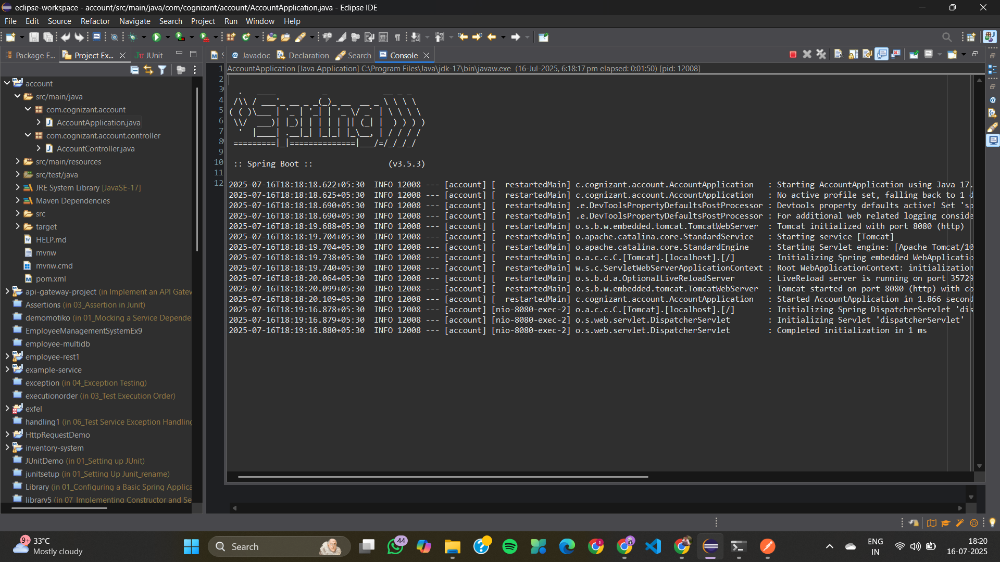 eclipse-workspace - account/src/main/java/com/cognizant/account/AccountApplication.java - Eclipse IDE
File Edit Source Refactor Navigate Search Project Run Window Help
Package E... Project Ex... JUnit
Javadoc Declaration Search Console
AccountApplication [Java Application] C:\Program Files\Java\jdk-17\bin\javaw.exe (16-Jul-2025, 6:18:17 pm elapsed: 0:01:50) [pid: 12008]
1
2
3
4
5
6
7
8
9
10
11
12
account
src/main/java
com.cognizant.account
AccountApplication.java
com.cognizant.account.controller
AccountController.java
src/main/resources
src/test/java
JRE System Library [JavaSE-17]
Maven Dependencies
src
target
HELP.md
mvnw
mvnw.cmd
pom.xml
api-gateway-project (in Implement an API Gatew
Assertions (in 03_Assertion in Junit)
demomotiko (in 01_Mocking a Service Depende
EmployeeManagementSystemEx9
employee-multidb
employee-rest1
example-service
exception (in 04_Exception Testing)
executionorder (in 03_Test Execution Order)
exfel
handling1 (in 06_Test Service Exception Handling
HttpRequestDemo
inventory-system
JUnitDemo (in 01_Setting up JUnit)
junitsetup (in 01_Setting Up Junit_rename)
Library (in 01_Configuring a Basic Spring Applica
library5 (in 07_Implementing Constructor and Se
Spring
:: Spring Boot :: (v3.5.3)
2025-07-16T18:18:18.622+05:30 INFO 12008 --- [account] [ restartedMain] c.cognizant.account.AccountApplication : Starting AccountApplication using Java 17.
2025-07-16T18:18:18.625+05:30 INFO 12008 --- [account] [ restartedMain] c.cognizant.account.AccountApplication : No active profile set, falling back to 1 d
2025-07-16T18:18:18.690+05:30 INFO 12008 --- [account] [ restartedMain] .e.DevToolsPropertyDefaultsPostProcessor : Devtools property defaults active! Set 'sp
2025-07-16T18:18:18.690+05:30 INFO 12008 --- [account] [ restartedMain] .e.DevToolsPropertyDefaultsPostProcessor : For additional web related logging conside
2025-07-16T18:18:19.688+05:30 INFO 12008 --- [account] [ restartedMain] o.s.b.w.embedded.tomcat.TomcatWebServer : Tomcat initialized with port 8080 (http)
2025-07-16T18:18:19.704+05:30 INFO 12008 --- [account] [ restartedMain] o.apache.catalina.core.StandardService : Starting service [Tomcat]
2025-07-16T18:18:19.704+05:30 INFO 12008 --- [account] [ restartedMain] o.apache.catalina.core.StandardEngine : Starting Servlet engine: [Apache Tomcat/10
2025-07-16T18:18:19.738+05:30 INFO 12008 --- [account] [ restartedMain] o.a.c.c.C.[Tomcat].[localhost].[/] : Initializing Spring embedded WebApplicatio
2025-07-16T18:18:19.740+05:30 INFO 12008 --- [account] [ restartedMain] w.s.c.ServletWebServerApplicationContext : Root WebApplicationContext: initialization
2025-07-16T18:18:20.064+05:30 INFO 12008 --- [account] [ restartedMain] o.s.b.d.a.OptionalLiveReloadServer : LiveReload server is running on port 35729
2025-07-16T18:18:20.099+05:30 INFO 12008 --- [account] [ restartedMain] o.s.b.w.embedded.tomcat.TomcatWebServer : Tomcat started on port 8080 (http) with co
2025-07-16T18:18:20.109+05:30 INFO 12008 --- [account] [ restartedMain] c.cognizant.account.AccountApplication : Started AccountApplication in 1.866 second
2025-07-16T18:19:16.878+05:30 INFO 12008 --- [account] [nio-8080-exec-2] o.a.c.c.C.[Tomcat].[localhost].[/] : Initializing Spring DispatcherServlet 'dis
2025-07-16T18:19:16.879+05:30 INFO 12008 --- [account] [nio-8080-exec-2] o.s.web.servlet.DispatcherServlet : Initializing Servlet 'dispatcherServlet'
2025-07-16T18:19:16.880+05:30 INFO 12008 --- [account] [nio-8080-exec-2] o.s.web.servlet.DispatcherServlet : Completed initialization in 1 ms
9+
33°C
Mostly cloudy
Search
44
ENG
IN
18:20
16-07-2025